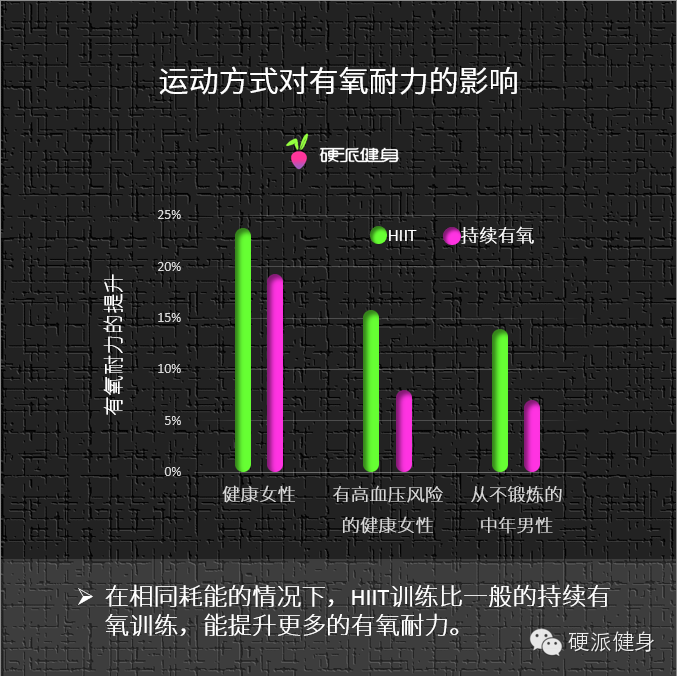 运动方式对有氧耐力的影响
硬派健身
25%
HIIT
持续有氧
20%
15%
10%
5%
0%
有氧耐力的提升
健康女性
有高血压风险
的健康女性
从不锻炼的
中年男性
在相同耗能的情况下，HIIT训练比一般的持续有
氧训练，能提升更多的有氧耐力。
硬派健身